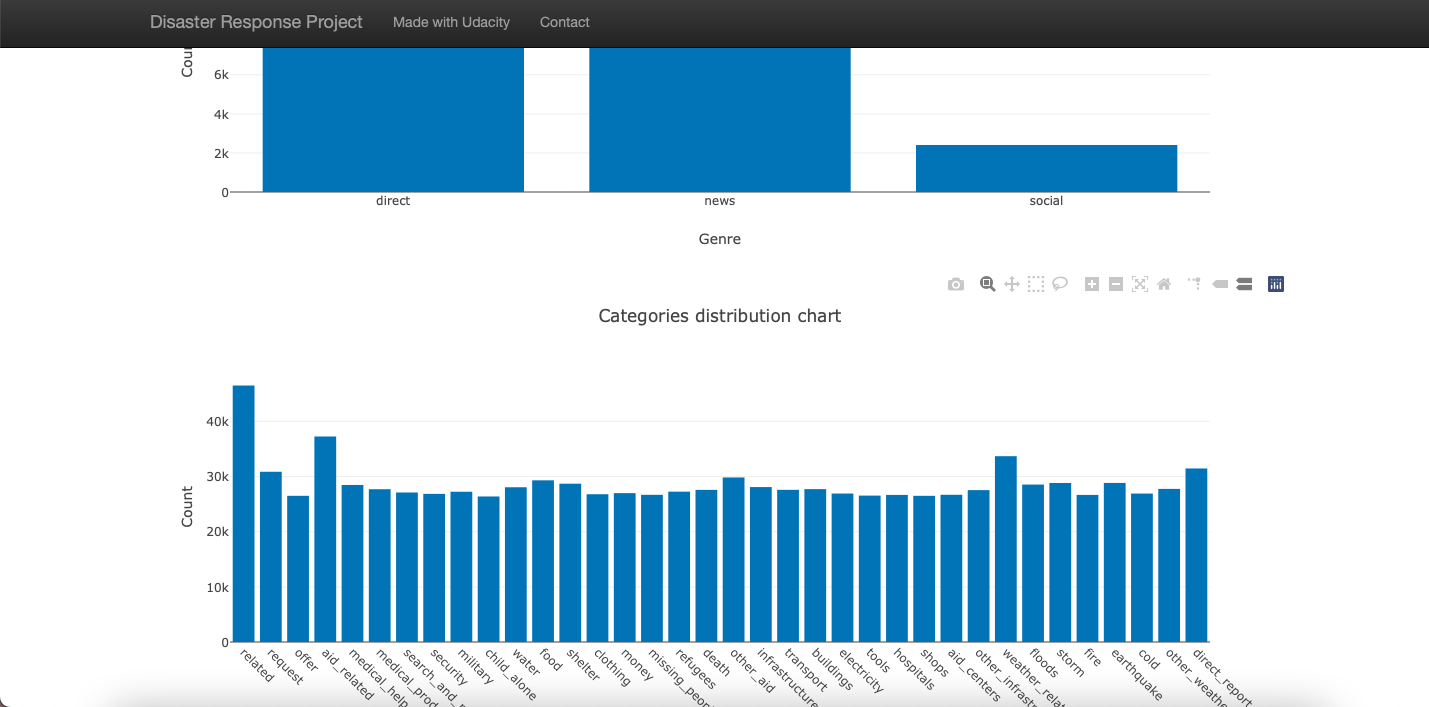 Disaster Response Project Made with Udacity Contact
Cour
6k
4k
2k
0
direct news social
Genre
Categories distribution chart
Count
40k
30k
20k
10k
0
related
request
offer
aid_related
medical_help
medical_prod
search_and_
security
military
child_alone
water
food
shelter
clothing
money
missing_peop
refugees
death
other_aid
infrastructure
transport
buildings
electricity
tools
hospitals
shops
aid_centers
other_infrastr
weather_relat
floods
storm
fire
earthquake
cold
other_weathe
direct_report